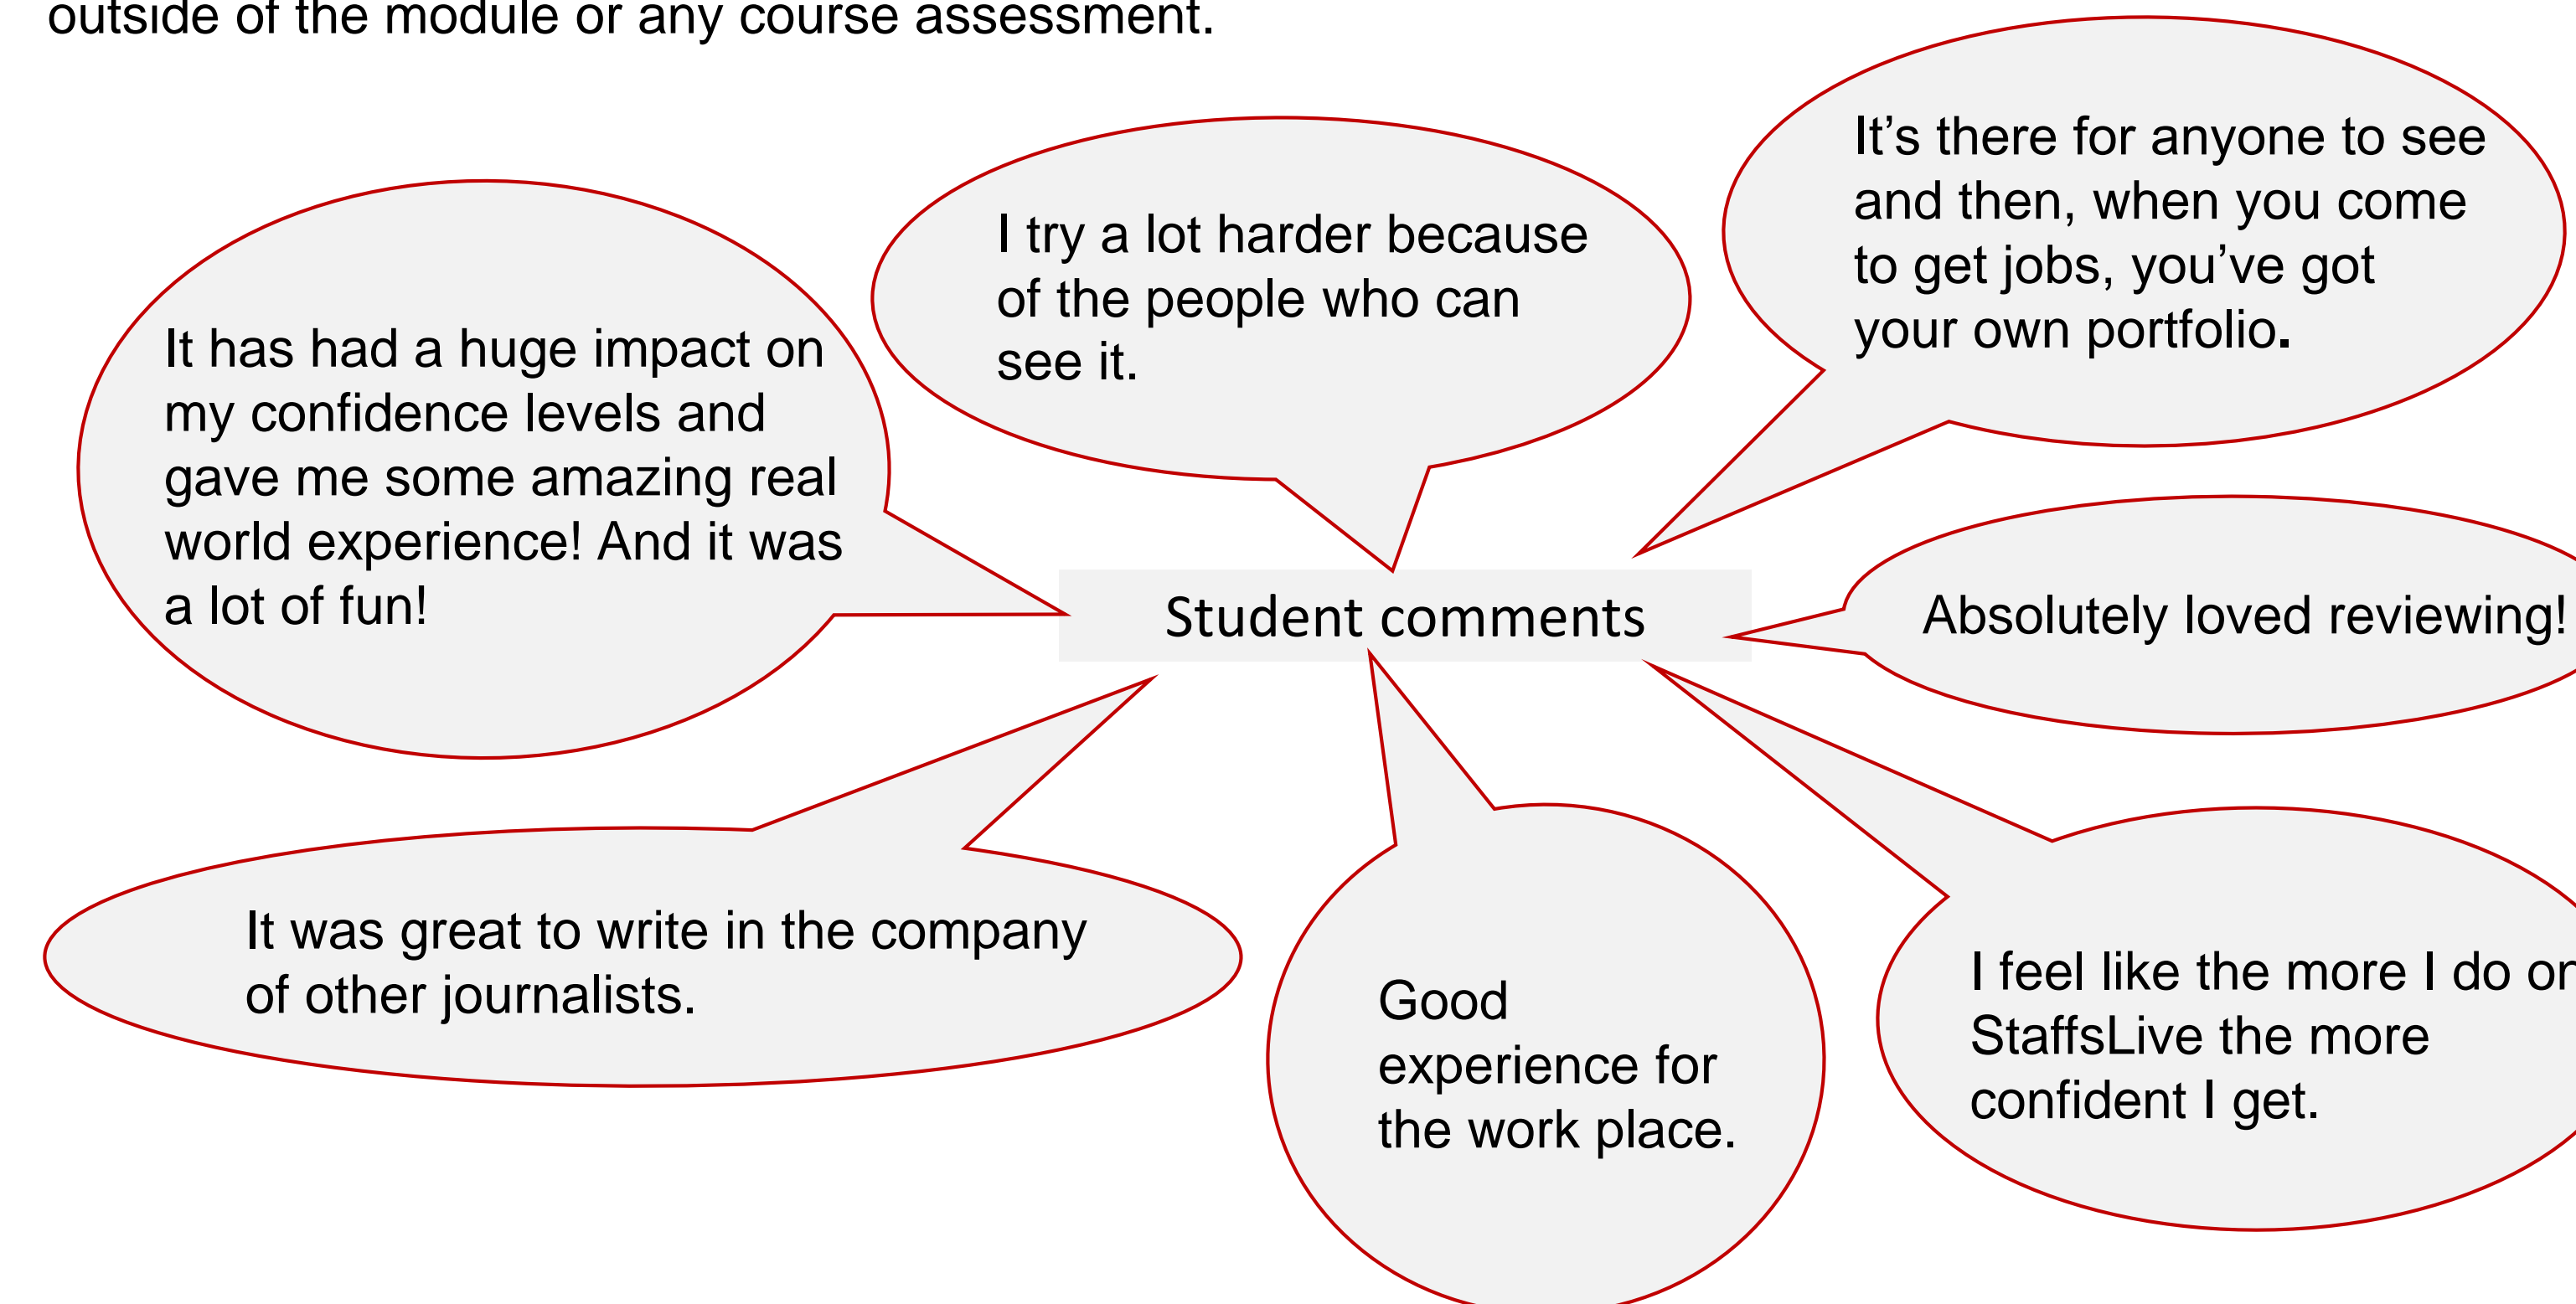 outside of the module or any course assessment.
It's there for anyone to see
and then, when you come
to get jobs, you've got
your own portfolio.
I try a lot harder because
of the people who can
see it.
It has had a huge impact on
my confidence levels and
gave me some amazing real
world experience! And it was
a lot of fun!
Student comments
Absolutely loved reviewing!
It was great to write in the company
of other journalists.
Good
experience for
the work place.
I feel like the more I do on
StaffsLive the more
confident I get.